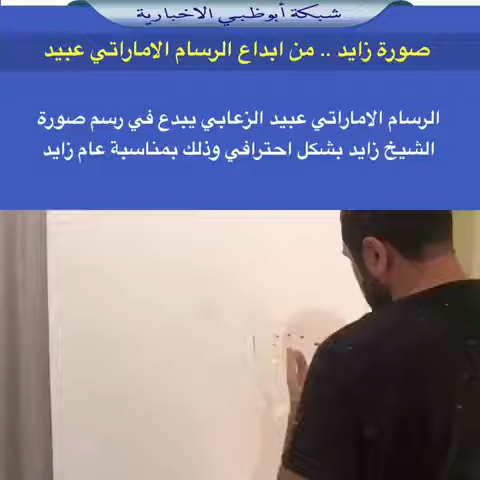 شبكة أبوظبي الاخبارية
صورة زايد .. من ابداع الرسام الاماراتي عبيد
الرسام الاماراتي عبيد الزعابي يبدع في رسم صورة
الشيخ زايد بشكل احترافي وذلك بمناسبة عام زايد